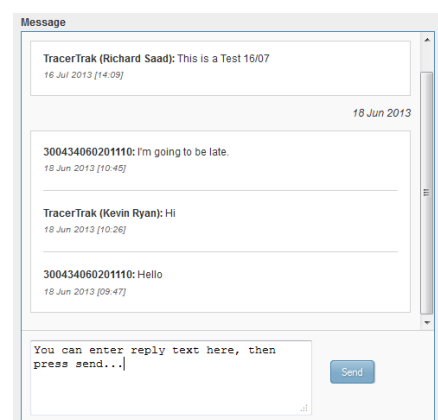 Message
TracerTrak (Richard Saad): This is a Test 16/07
16 Jul 2013 [14:09]
18 Jun 2013
300434060201110: I'm going to be late.
18 Jun 2013 [10:45]
TracerTrak (Kevin Ryan): Hi
18 Jun 2013 [10:26]
300434060201110: Hello
18 Jun 2013 [09:47]
You can enter reply text here, then
press send...
Send